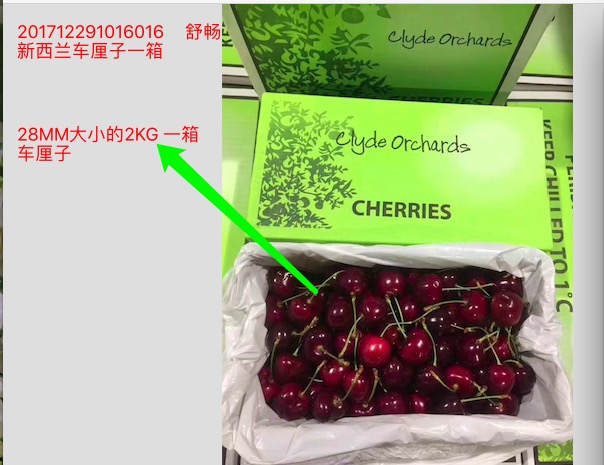 201712291016016 舒畅
新西兰车厘子一箱
28MM大小的2KG 一箱
车厘子
Clyde Orchards
Clyde Orchards
CHERRIES
KEEP CHILLED TO 1°C